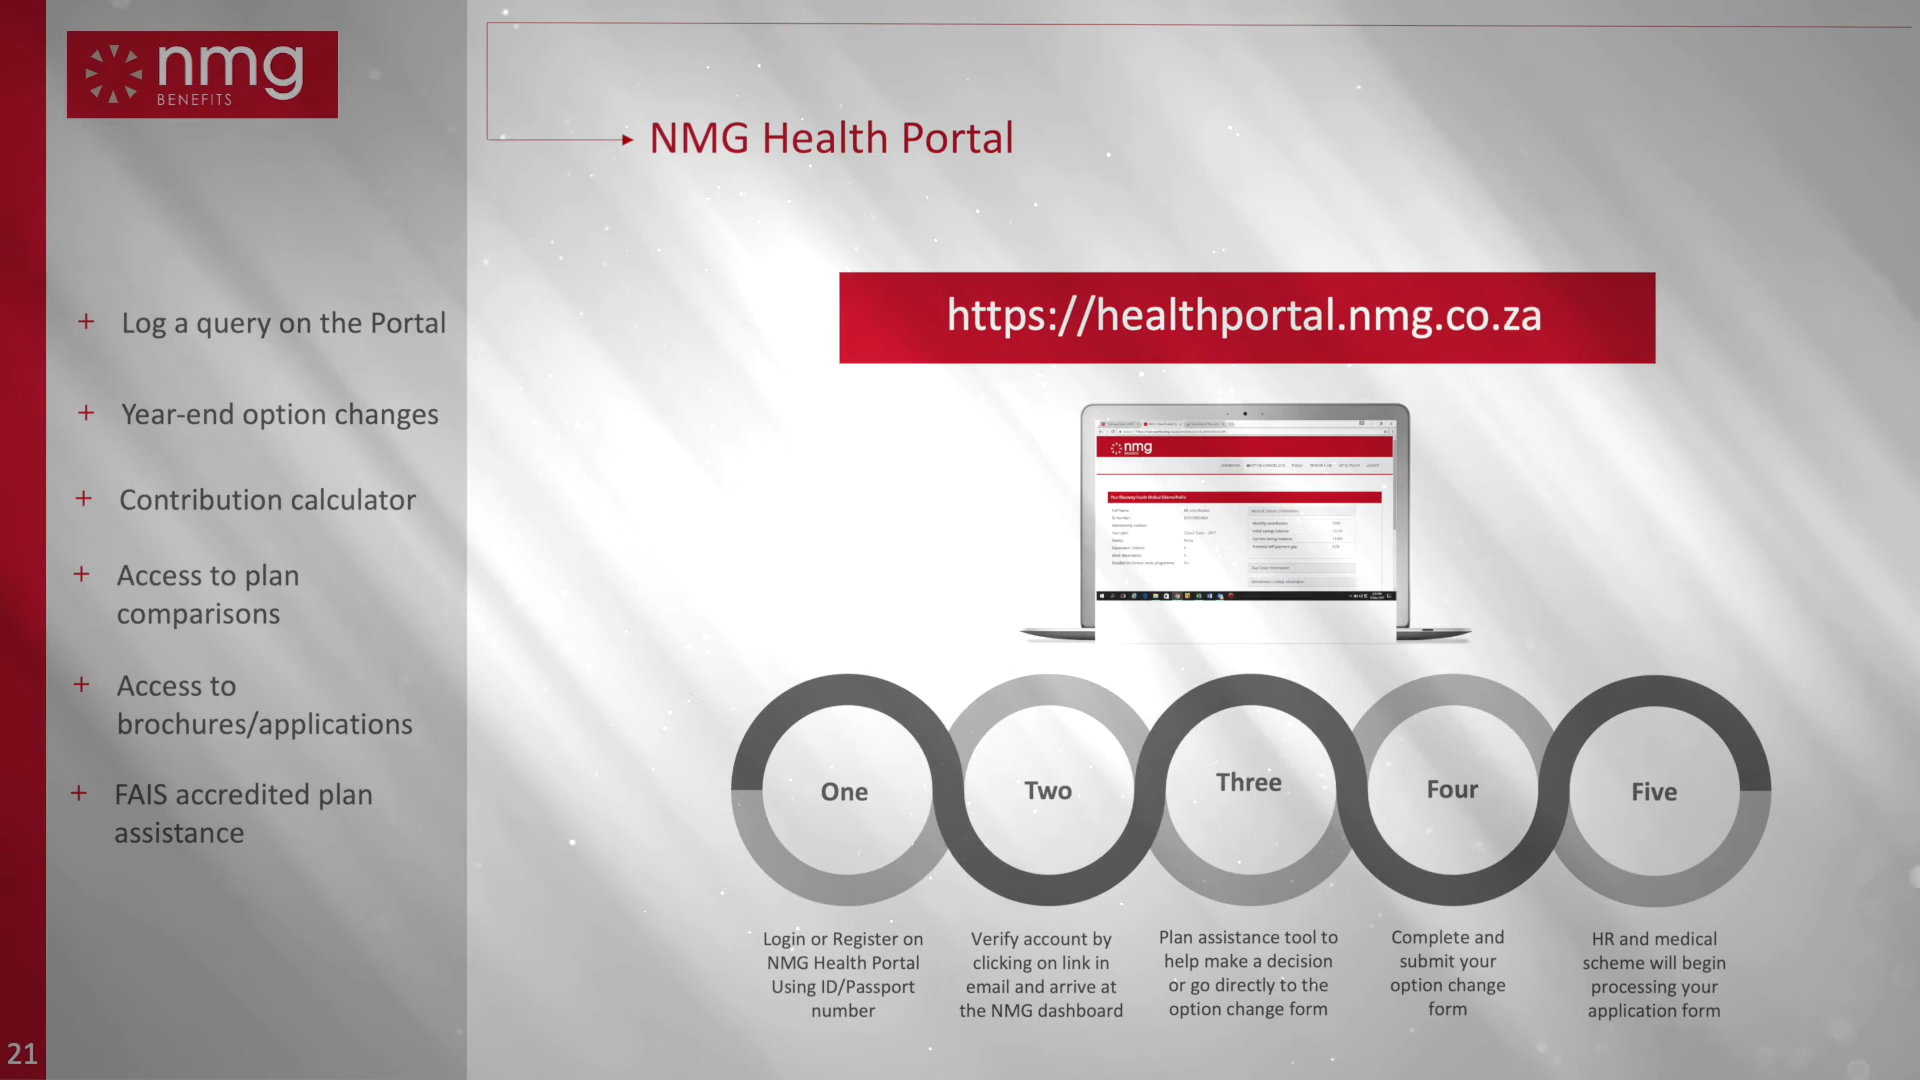 nmg
BENEFITS
NMG Health Portal
+ Log a query on the Portal
+ Year-end option changes
+ Contribution calculator
+ Access to plan
comparisons
+ Access to
brochures/applications
+ FAIS accredited plan
assistance
https://healthportal.nmg.co.za
nmg
One
Two
Three
Four
Five
Login or Register on
NMG Health Portal
Using ID/Passport
number
Verify account by
clicking on link in
email and arrive at
the NMG dashboard
Plan assistance tool to
help make a decision
or go directly to the
option change form
Complete and
submit your
option change
form
HR and medical
scheme will begin
processing your
application form
21